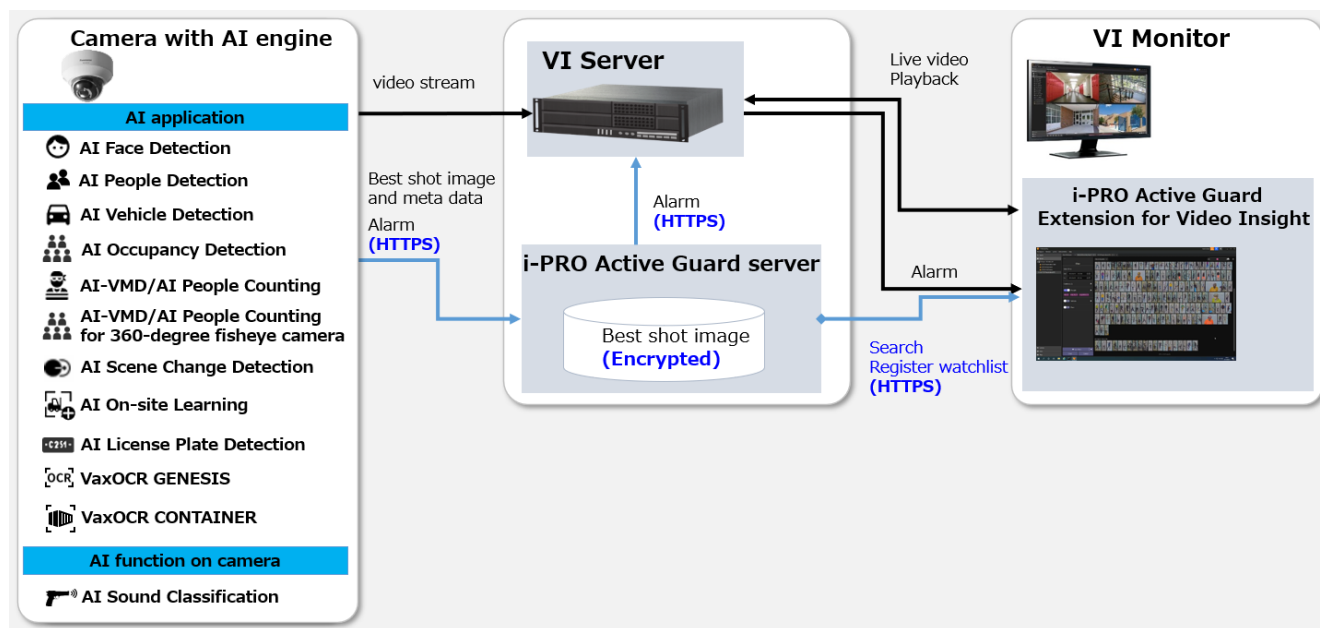 Camera with AI engine
AI application
AI Face Detection
AI People Detection
AI Vehicle Detection
AI Occupancy Detection
AI-VMD/AI People Counting
AI-VMD/AI People Counting
for 360-degree fisheye camera
AI Scene Change Detection
AI On-site Learning
AI License Plate Detection
OCR VaxOCR GENESIS
VaxOCR CONTAINER
AI function on camera
AI Sound Classification
video stream
Best shot image
and meta data
Alarm
(HTTPS)
VI Server
Alarm
(HTTPS)
i-PRO Active Guard server
Best shot image
(Encrypted)
Live video
Playback
Alarm
Search
Register watchlist
(HTTPS)
VI Monitor
i-PRO Active Guard
Extension for Video Insight